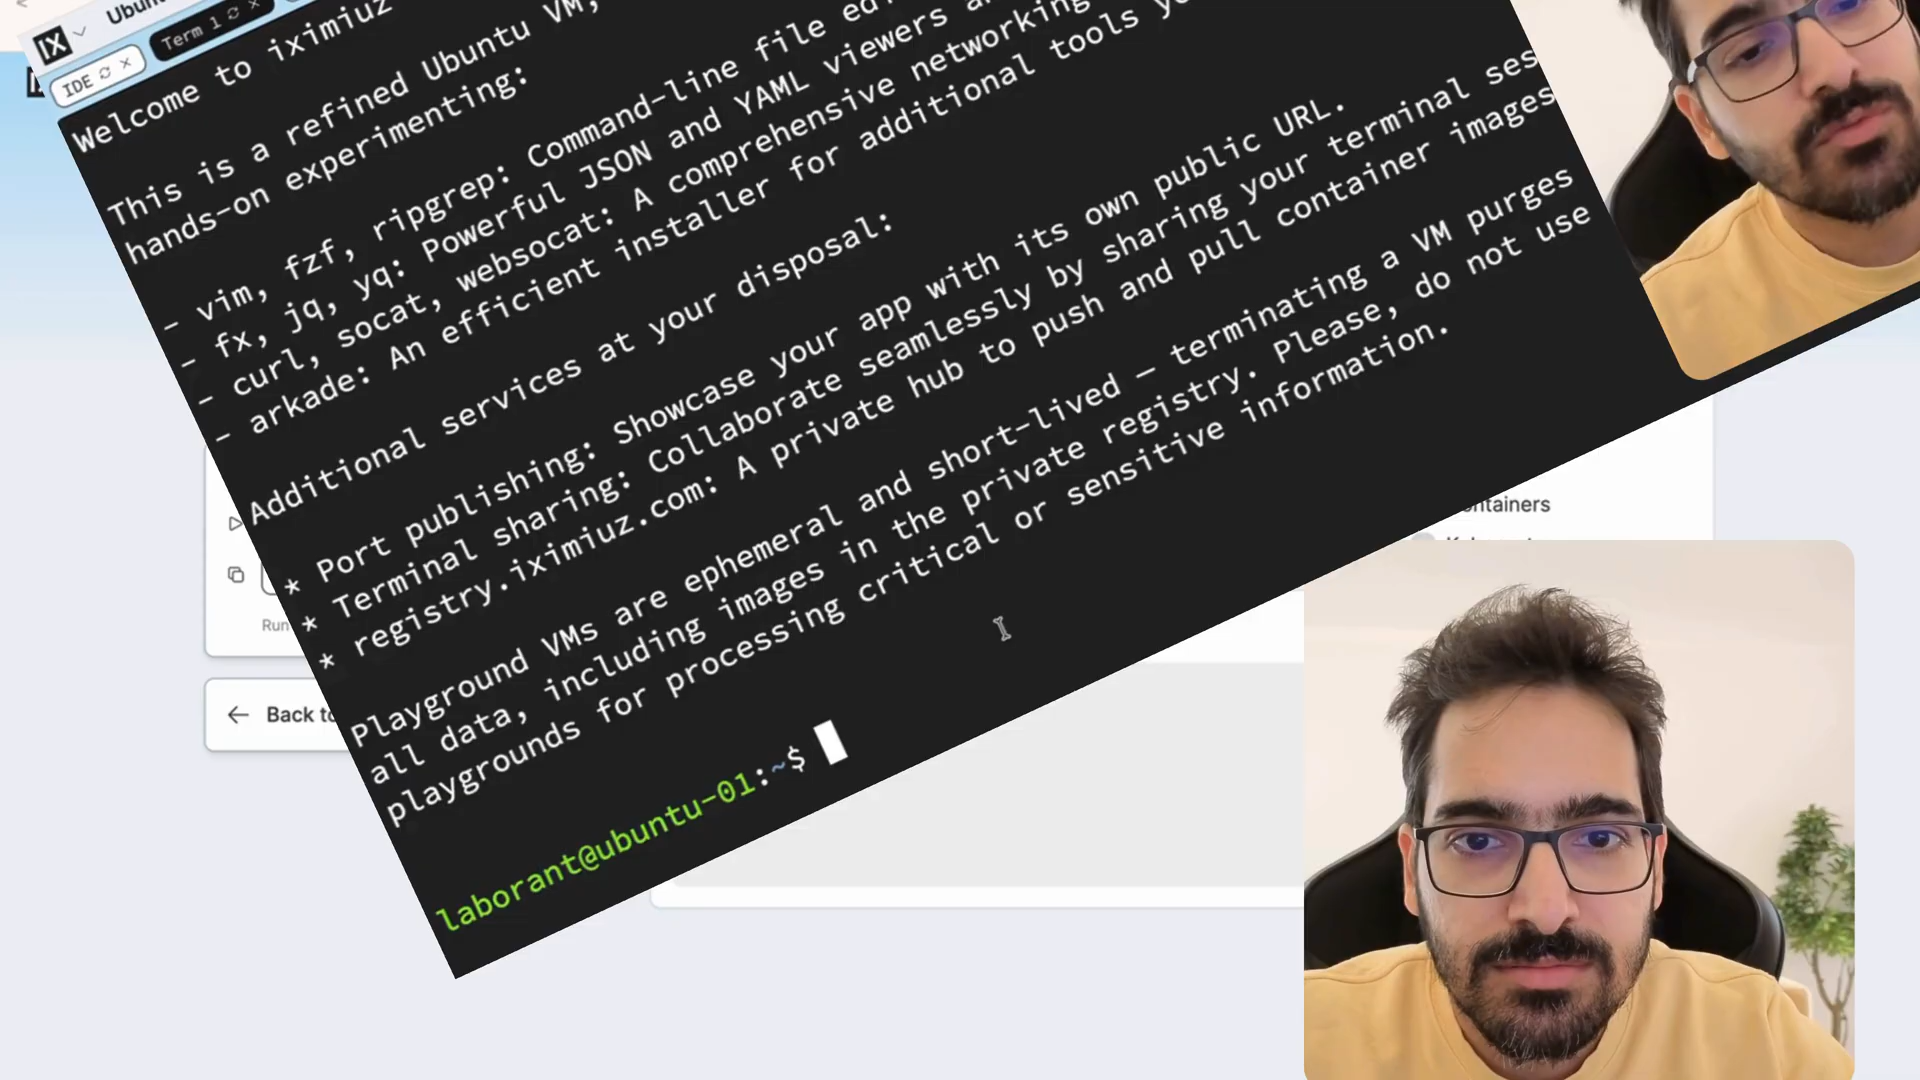 IX Ubun
IDE Term 1
Welcome to iximiuz
This is a refined Ubuntu VM,
hands-on experimenting:
- vim, fzf, ripgrep: Command-line file
- fx, jq, yq: Powerful JSON and YAML viewers
- curl, socat, websocat: A comprehensive networking
- arkade: An efficient installer for additional tools
Additional services at your disposal:
* Port publishing: Showcase your app with its own public URL.
* Terminal sharing: Collaborate seamlessly by sharing your terminal ses
* registry.iximiuz.com: A private hub to push and pull container images
Playground VMs are ephemeral and short-lived – terminating a VM purges
all data, including images in the private registry. Please, do not use
playgrounds for processing critical or sensitive information.
laborant@ubuntu-01:~$
ntainers
Run
Back to